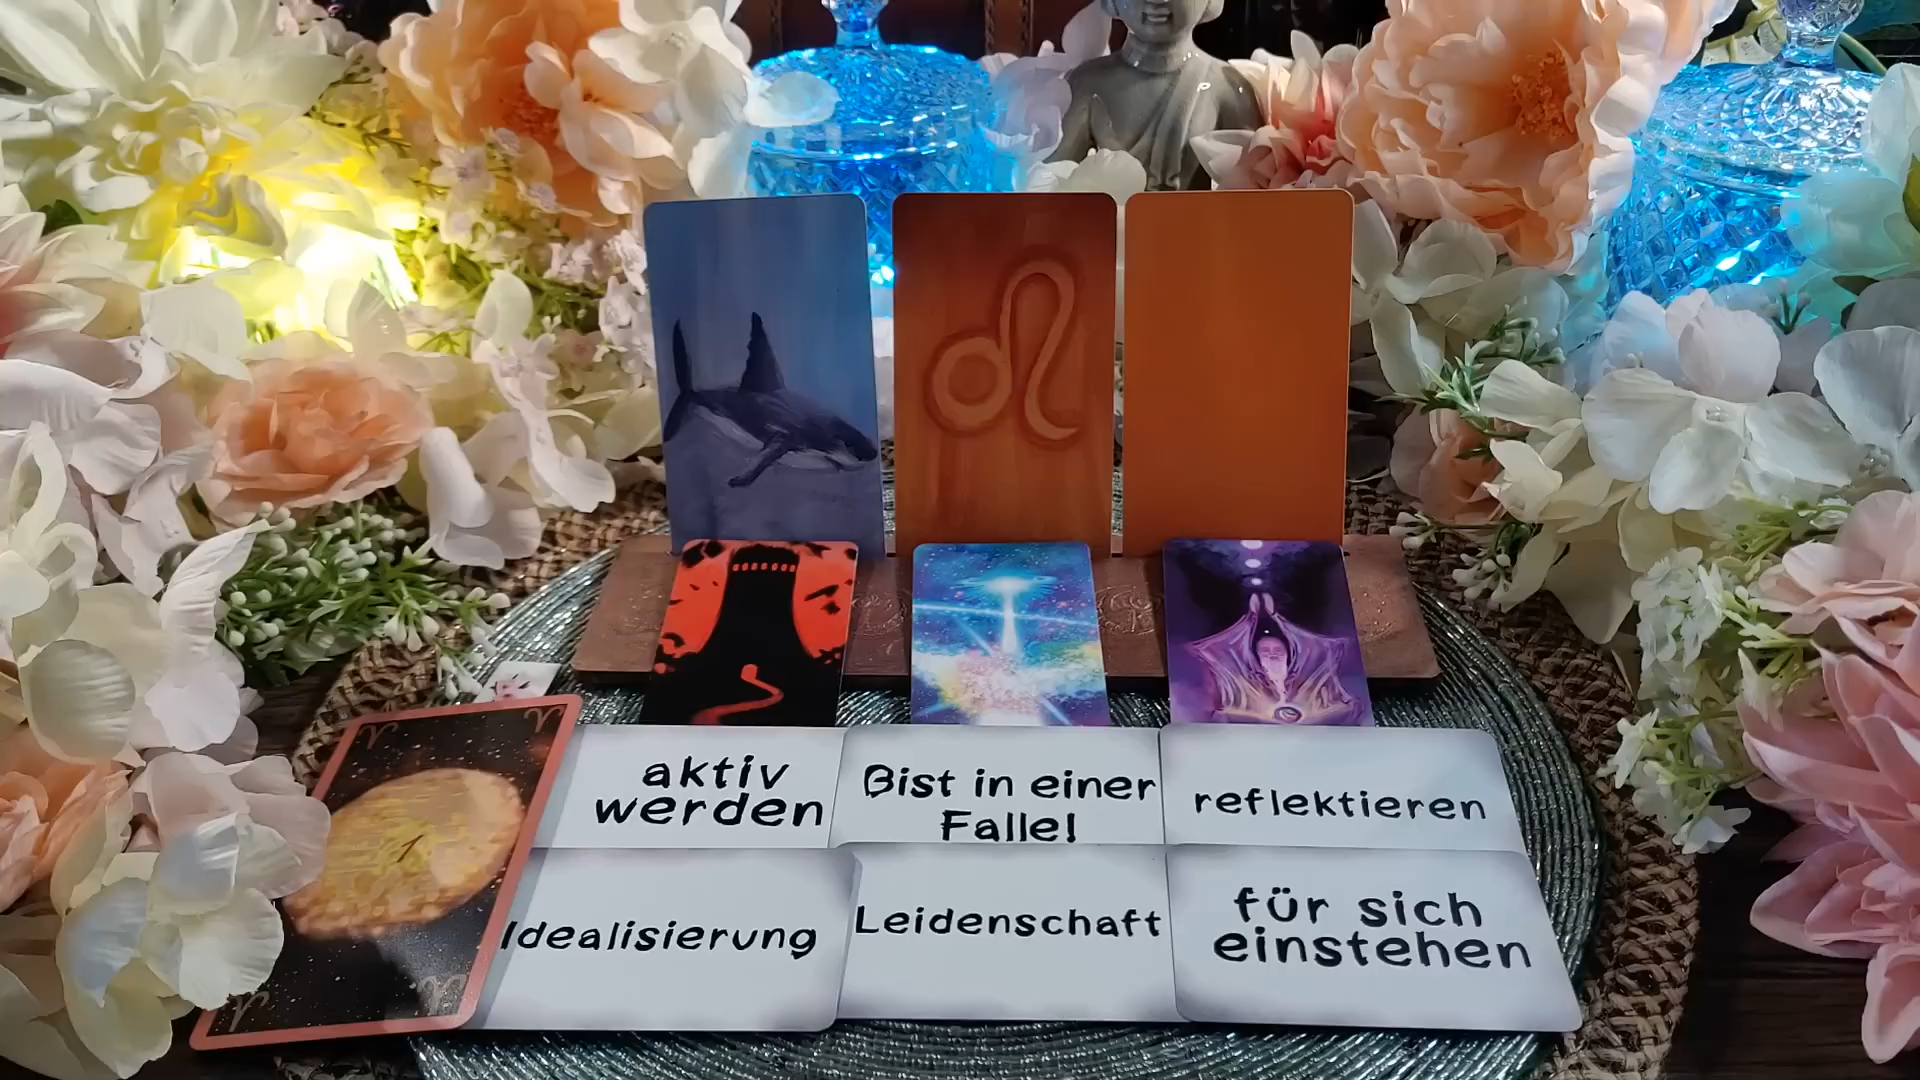 aktiv
werden
Bist in einer
Falle!
reflektieren
Idealisierung
Leidenschaft
für sich
einstehen